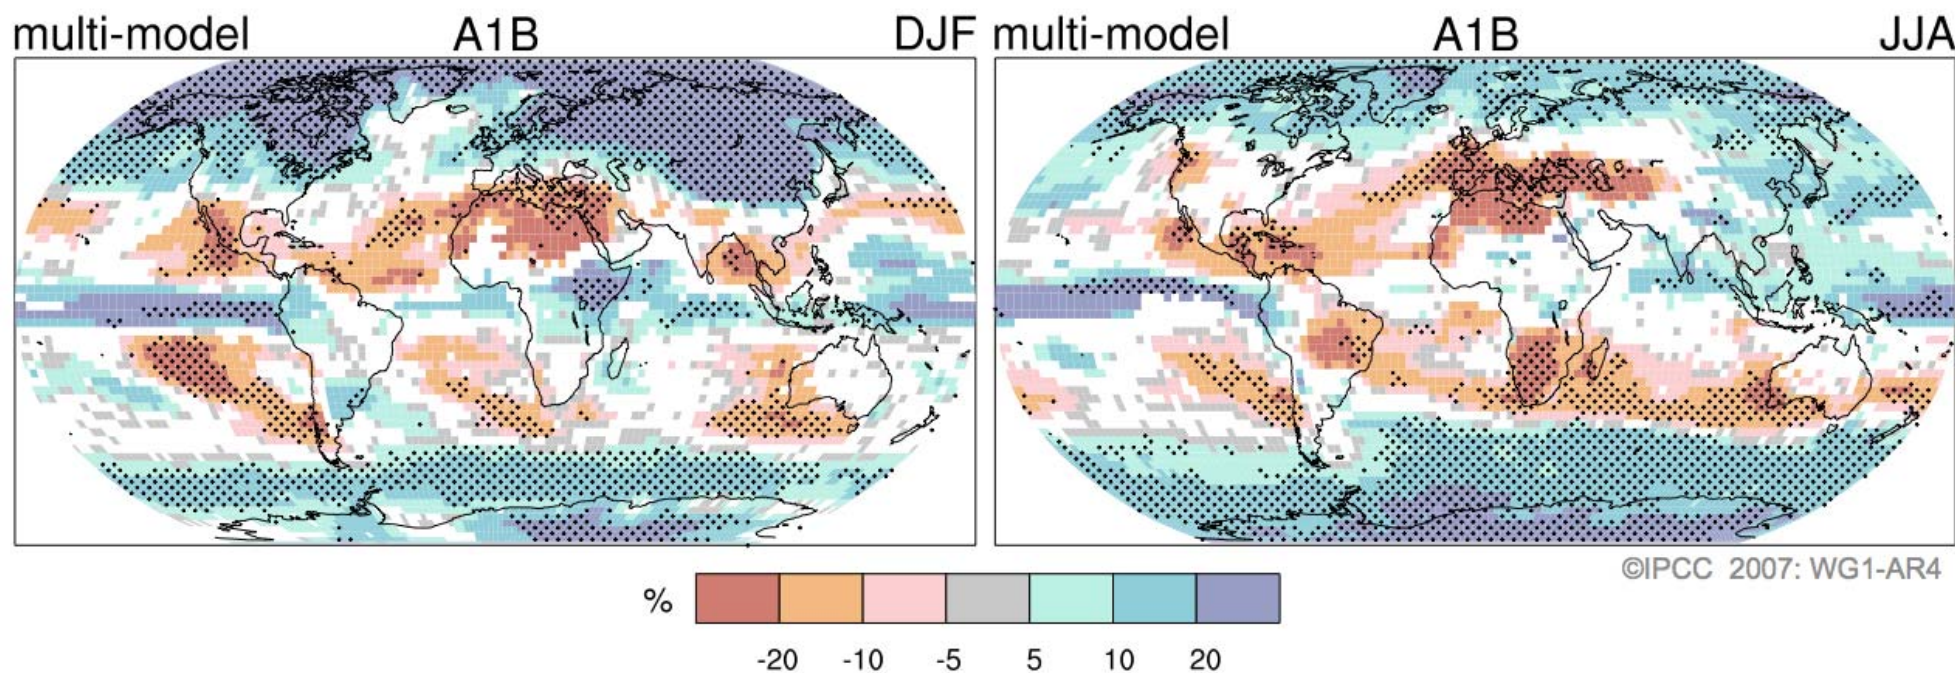 multi-model A1B DJF
multi-model A1B JJA
©IPCC 2007: WG1-AR4
%
-20 -10 -5 5 10 20